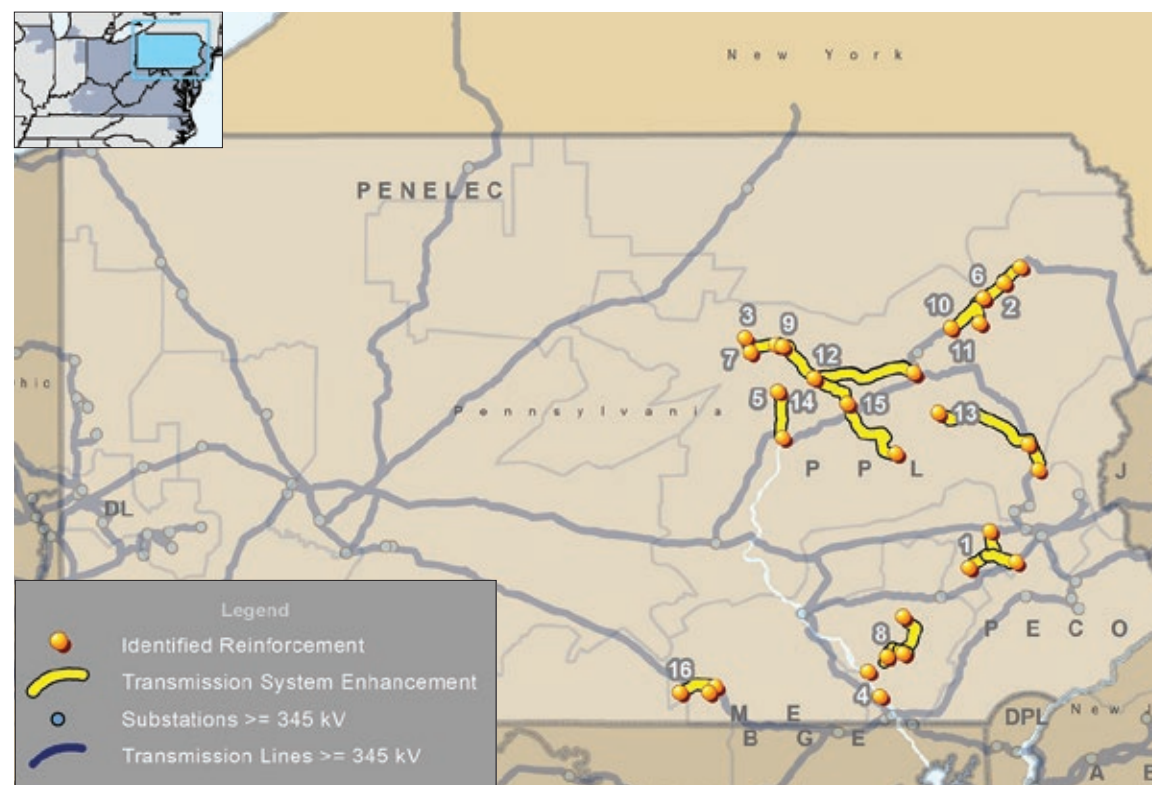 New York
PENELEC
6
10
2
3
9
11
7
12
hic
5
14
15
13
Pennsylvania
PPL
J
DL
1
Legend
Identified Reinforcement
Transmission System Enhancement
Substations >= 345 kV
Transmission Lines >= 345 kV
8
PECO
16
4
ME
DPL
New J
BGE
A E